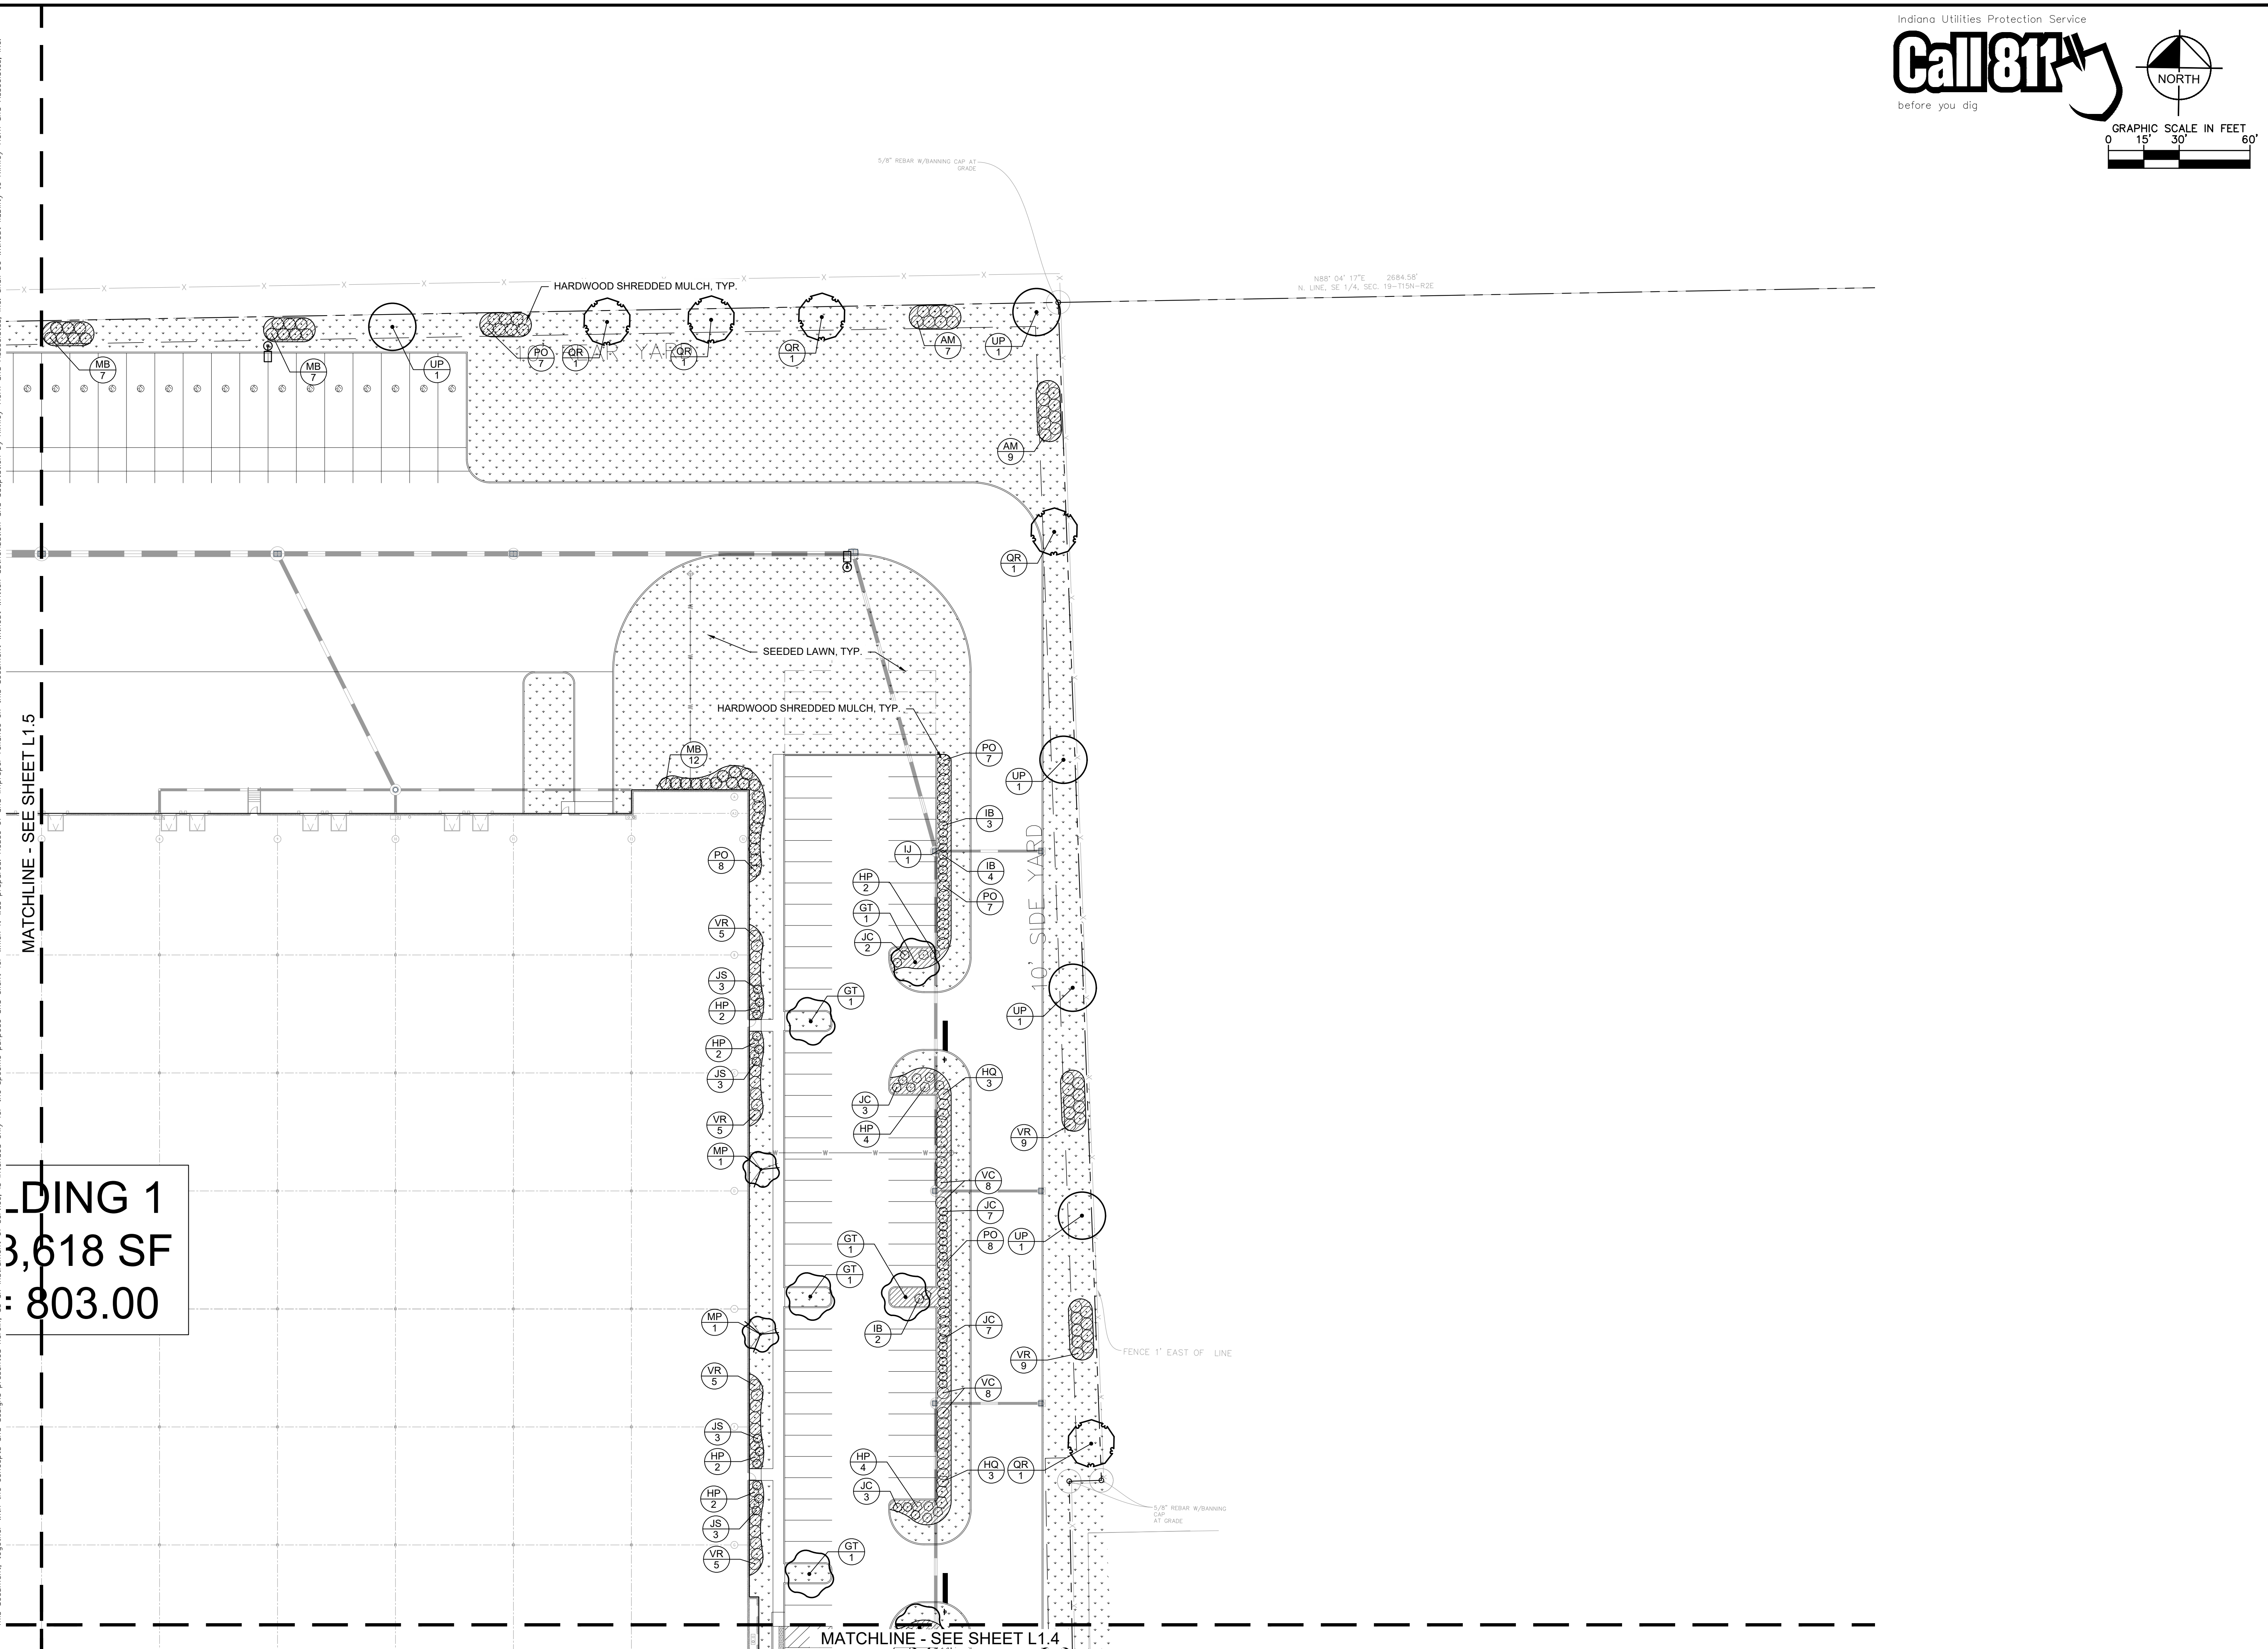 Indiana Utilities Protection Service
Call 811
before you dig
NORTH
GRAPHIC SCALE IN FEET
0 15' 30' 60'
5/8" REBAR W/BANNING CAP AT
GRADE
N88° 04' 17"E 2684.58'
N. LINE, SE 1/4, SEC. 19-T15N-R2E
HARDWOOD SHREDDED MULCH, TYP.
MB
7
MB
7
UP
1
PO
7
QR
1
QR
1
QR
1
AM
7
UP
1
AM
9
QR
1
SEEDED LAWN, TYP.
HARDWOOD SHREDDED MULCH, TYP.
MATCHLINE - SEE SHEET L1.5
MB
12
PO
7
UP
1
IB
3
IJ
1
IB
4
PO
8
HP
2
PO
7
GT
1
VR
5
JC
2
10' SIDE YARD
JS
3
GT
1
HP
2
UP
1
HP
2
JS
3
HQ
3
JC
3
VR
5
HP
4
VR
9
MP
1
VC
8
JC
7
PO
8
UP
1
GT
1
GT
1
LDING 1
3,618 SF
= 803.00
MP
1
IB
2
JC
7
VR
9
FENCE 1' EAST OF LINE
VR
5
VC
8
JS
3
HP
2
HP
4
HQ
3
QR
1
HP
2
JC
3
5/8" REBAR W/BANNING
CAP
AT GRADE
JS
3
VR
5
GT
1
MATCHLINE - SEE SHEET L1.4